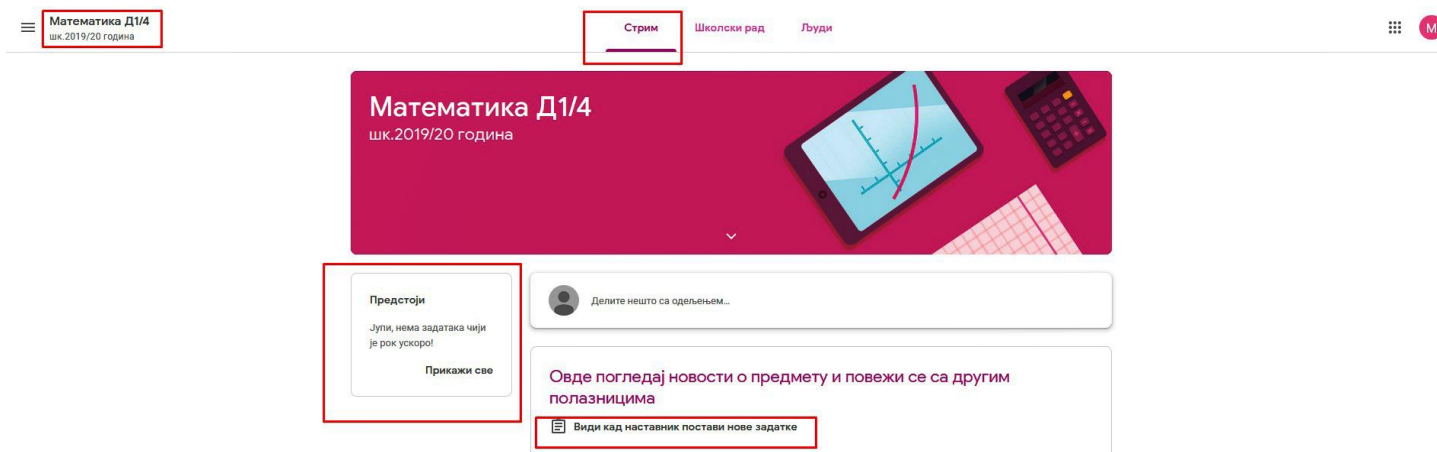 Математика Д1/4
шк.2019/20 година
Стрим
Школски рад
Људи
М
Математика Д1/4
шк.2019/20 година
Предстоји
Јупи, нема задатака чији
је рок ускоро!
Прикажи све
Делите нешто са одељењем...
Овде погледај новости о предмету и повежи се са другим
полазницима
Види кад наставник постави нове задатке